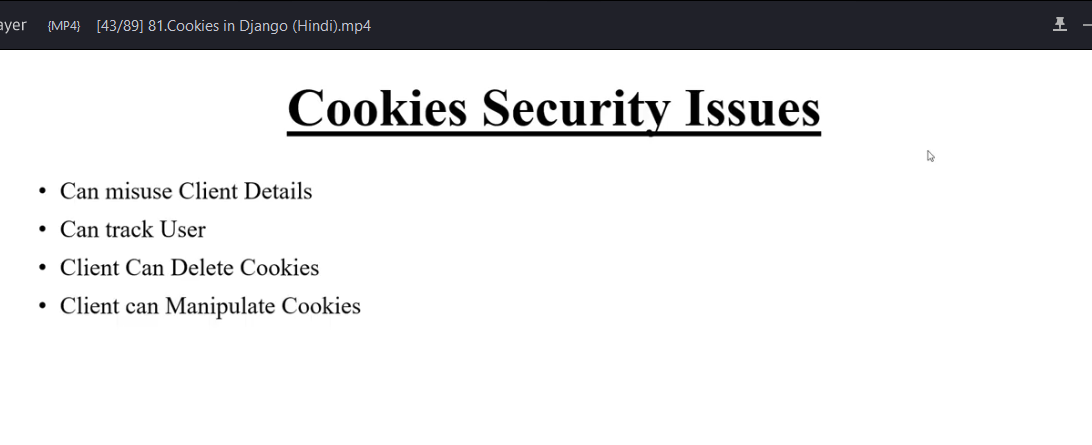 ayer {MP4} [43/89] 81.Cookies in Django (Hindi).mp4
Cookies Security Issues
• Can misuse Client Details
• Can track User
• Client Can Delete Cookies
• Client can Manipulate Cookies